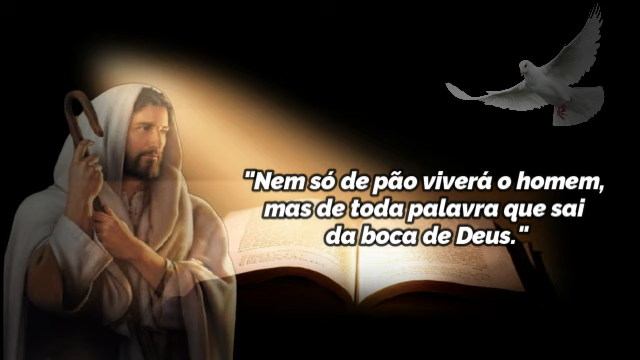 "Nem só de pão viverá o homem,
mas de toda palavra que sai
da boca de Deus."